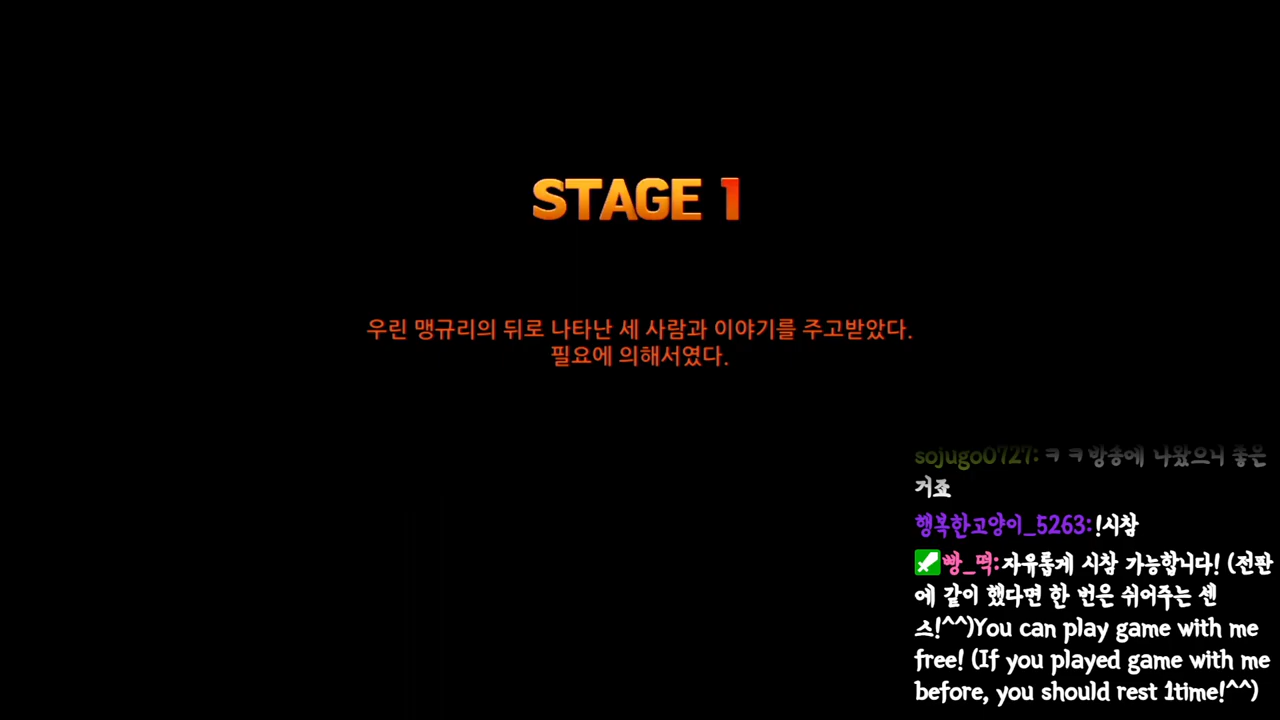 STAGE 1
우린 맹규리의 뒤로 나타난 세 사람과 이야기를 주고받았다.
필요에 의해서였다.
sojugo0727: ㅋㅋ방송에 나왔으니 좋은
거죠
행복한고양이_5263: !시참
빵_떡: 자유롭게 시참 가능합니다! (전판
에 같이 했다면 한 번은 쉬어주는 센
스!^^)You can play game with me
free! (If you played game with me
before, you should rest 1time!^^)